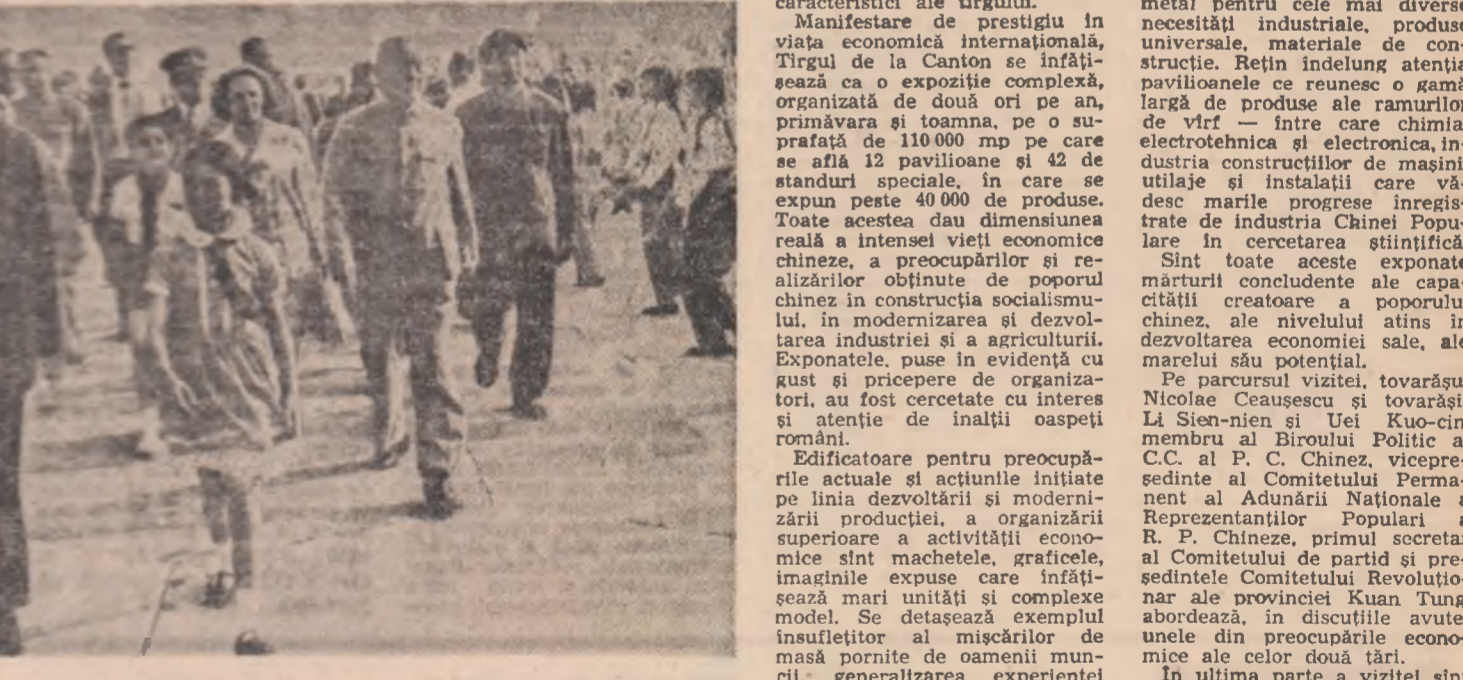 caracteristici ale tîrgului.
Manifestare de prestigiu în
viața economică internațională,
Tîrgul de la Canton se înfăți-
șează ca o expoziție complexă,
organizată de două ori pe an,
primăvara și toamna, pe o su-
prafață de 110 000 mp pe care
se află 12 pavilioane și 42 de
standuri speciale, în care se
expun peste 40 000 de produse.
Toate acestea dau dimensiunea
reală a intensei vieți economice
chineze, a preocupărilor și re-
alizărilor obținute de poporul
chinez în construcția socialismu-
lui, în modernizarea și dezvol-
tarea industriei și a agriculturii.
Exponatele, puse în evidență cu
gust și pricepere de organiza-
tori, au fost cercetate cu interes
și atenție de înalții oaspeți
români.
Edificatoare pentru preocupă-
rile actuale și acțiunile inițiate
pe linia dezvoltării și moderni-
zării producției, a organizării
superioare a activității econo-
mice sînt machetele, graficele,
imaginile expuse care înfăți-
șează mari unități și complexe
model. Se detașează exemplul
însuflețitor al mișcărilor de
masă pornite de oamenii mun-
cii generalizarea experienței
metal pentru cele mai diverse
necesități industriale, produse
universale, materiale de con-
strucție. Rețin îndelung atenția
pavilioanele ce reunesc o gamă
largă de produse ale ramurilor
de vîrf — între care chimia
electrotehnica și electronica, in-
dustria construcțiilor de mașini
utilaje și instalații care vă-
desc marile progrese înregis-
trate de industria Chinei Popu-
lare în cercetarea științifică
Sînt toate aceste exponate
mărturii concludente ale capa-
cității creatoare a poporulu
chinez, ale nivelului atins în
dezvoltarea economiei sale, ale
marelui său potențial.
Pe parcursul vizitei, tovarășu
Nicolae Ceaușescu și tovarăși
Li Sien-nien și Uei Kuo-cin
membru al Biroului Politic a
C.C. al P. C. Chinez, vicepre-
ședinte al Comitetului Perma-
nent al Adunării Naționale a
Reprezentanților Populari a
R. P. Chineze, primul secretar
al Comitetului de partid și pre-
ședintele Comitetului Revoluțio-
nar ale provinciei Kuan Tung
abordează, în discuțiile avute
unele din preocupările econo-
mice ale celor două țări.
În ultima parte a vizitei sînt